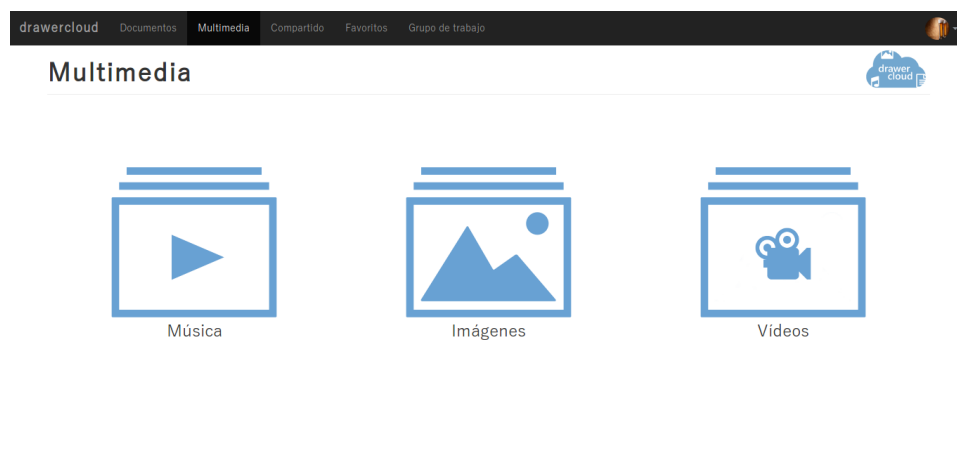 drawercloud Documentos Multimedia Compartido Favoritos Grupo de trabajo
Multimedia
drawer
cloud
Música Imágenes Vídeos